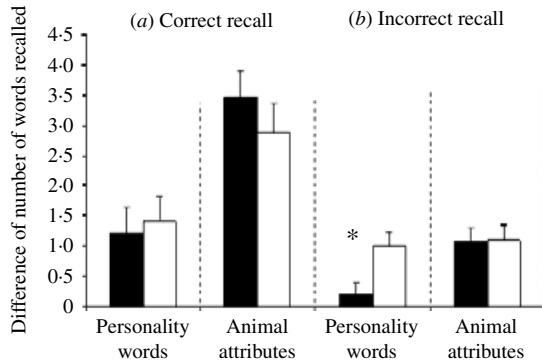 (a) Correct recall
(b) Incorrect recall
Difference of number of words recalled
4·5
4·0
3·5
3·0
2·5
2·0
1·5
1·0
0·5
0
*
Personality
words
Animal
attributes
Personality
words
Animal
attributes